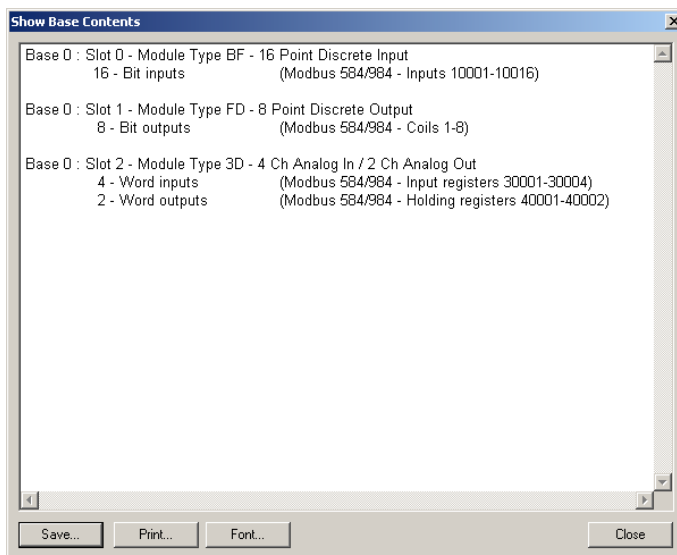 Show Base Contents
Base 0 : Slot 0 - Module Type BF - 16 Point Discrete Input
16 - Bit inputs (Modbus 584/984 - Inputs 10001-10016)
Base 0 : Slot 1 - Module Type FD - 8 Point Discrete Output
8 - Bit outputs (Modbus 584/984 - Coils 1-8)
Base 0 : Slot 2 - Module Type 3D - 4 Ch Analog In / 2 Ch Analog Out
4 - Word inputs (Modbus 584/984 - Input registers 30001-30004)
2 - Word outputs (Modbus 584/984 - Holding registers 40001-40002)
Save... Print... Font... Close